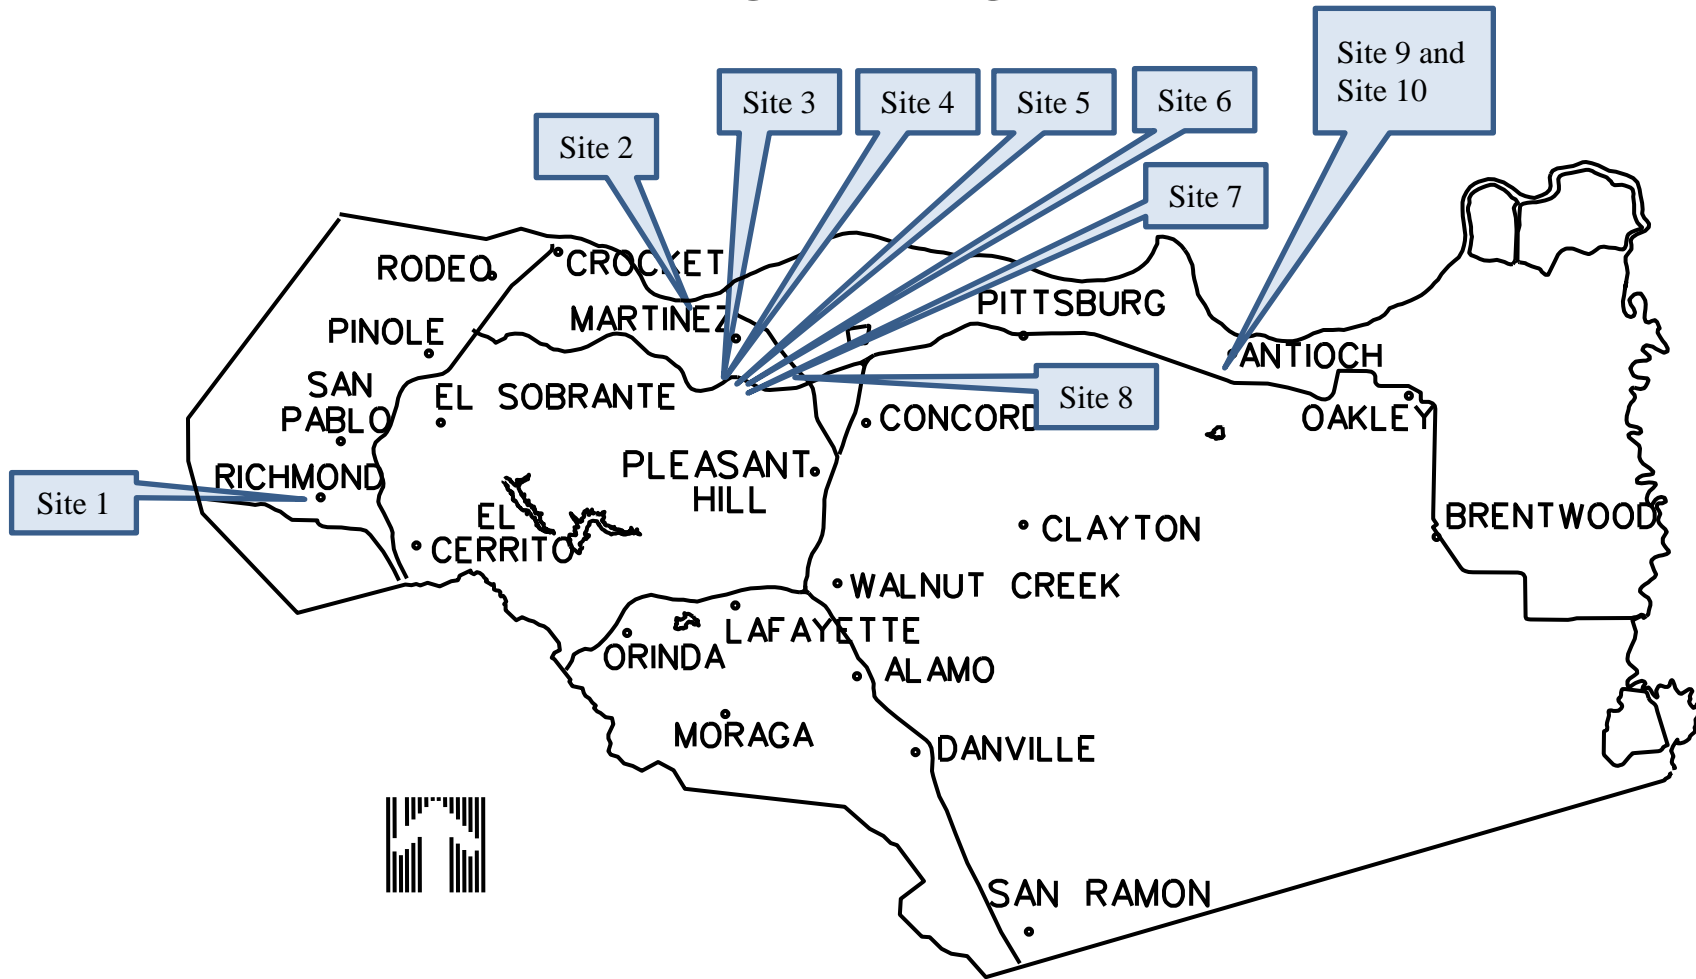 Site 9 and
Site 10
Site 3
Site 4
Site 5
Site 6
Site 2
Site 7
RODEO
CROCKET
PITTSBURG
MARTINEZ
PINOLE
ANTIOCH
SAN
PABLO
EL SOBRANTE
Site 8
CONCORD
OAKLEY
RICHMOND
PLEASANT
HILL
Site 1
EL
CERRITO
CLAYTON
BRENTWOOD
WALNUT CREEK
LAFAYETTE
ORINDA
ALAMO
MORAGA
DANVILLE
SAN RAMON